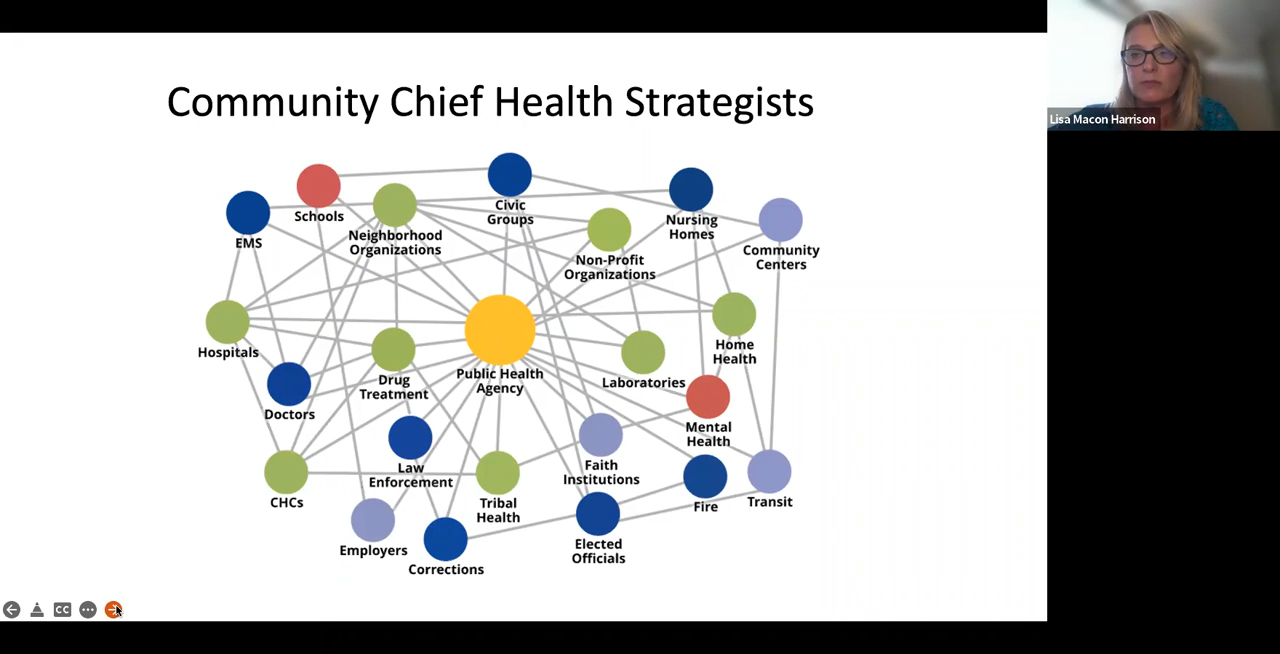 Community Chief Health Strategists
Lisa Macon Harrison
Schools
Civic
Groups
Nursing
Homes
EMS
Neighborhood
Organizations
Non-Profit
Organizations
Community
Centers
Hospitals
Drug
Treatment
Public Health
Agency
Laboratories
Home
Health
Doctors
Mental
Health
CHCs
Law
Enforcement
Tribal
Health
Faith
Institutions
Fire
Transit
Employers
Corrections
Elected
Officials
CC